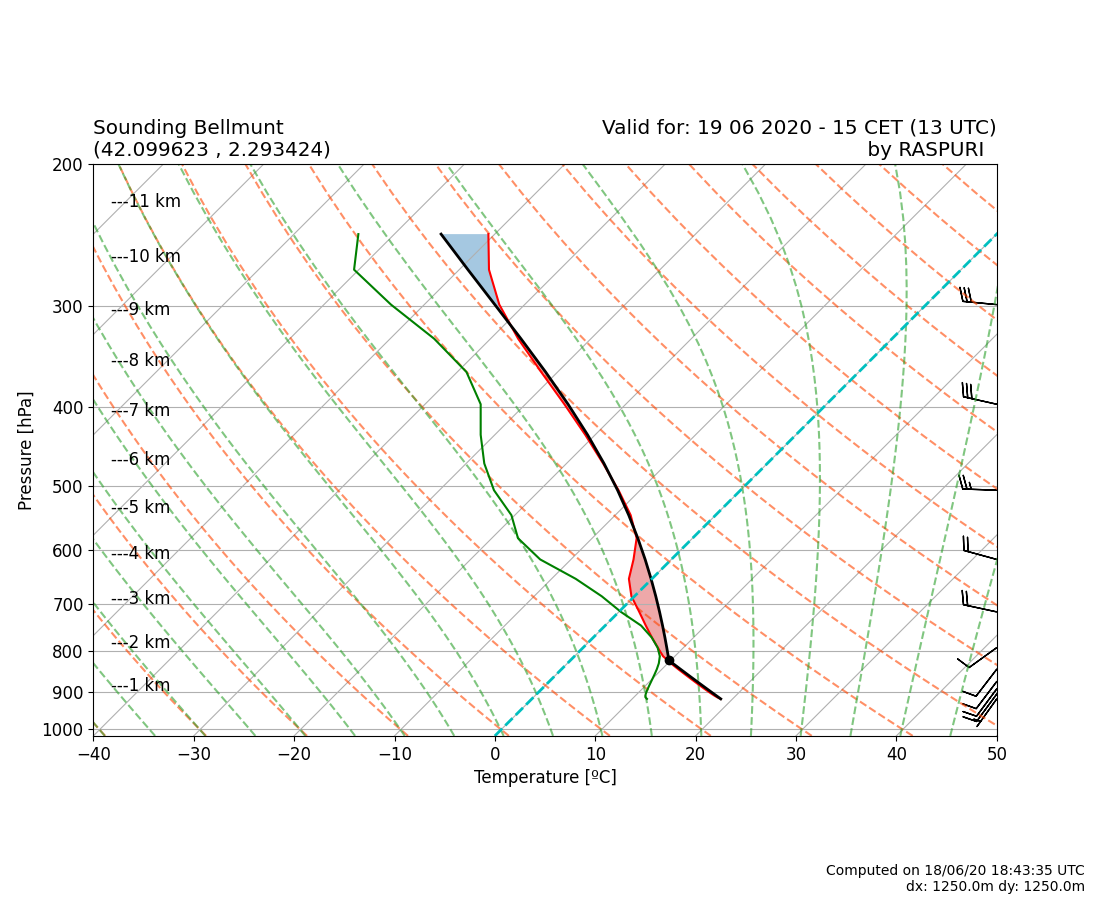 Sounding Bellmunt
(42.099623 , 2.293424)
Valid for: 19 06 2020 - 15 CET (13 UTC)
by RASPURI
200
300
400
500
600
700
800
900
1000
Pressure [hPa]
---11 km
---10 km
---9 km
---8 km
---7 km
---6 km
---5 km
---4 km
---3 km
---2 km
---1 km
−40 −30 −20 −10 0 10 20 30 40 50
Temperature [ºC]
Computed on 18/06/20 18:43:35 UTC
dx: 1250.0m dy: 1250.0m